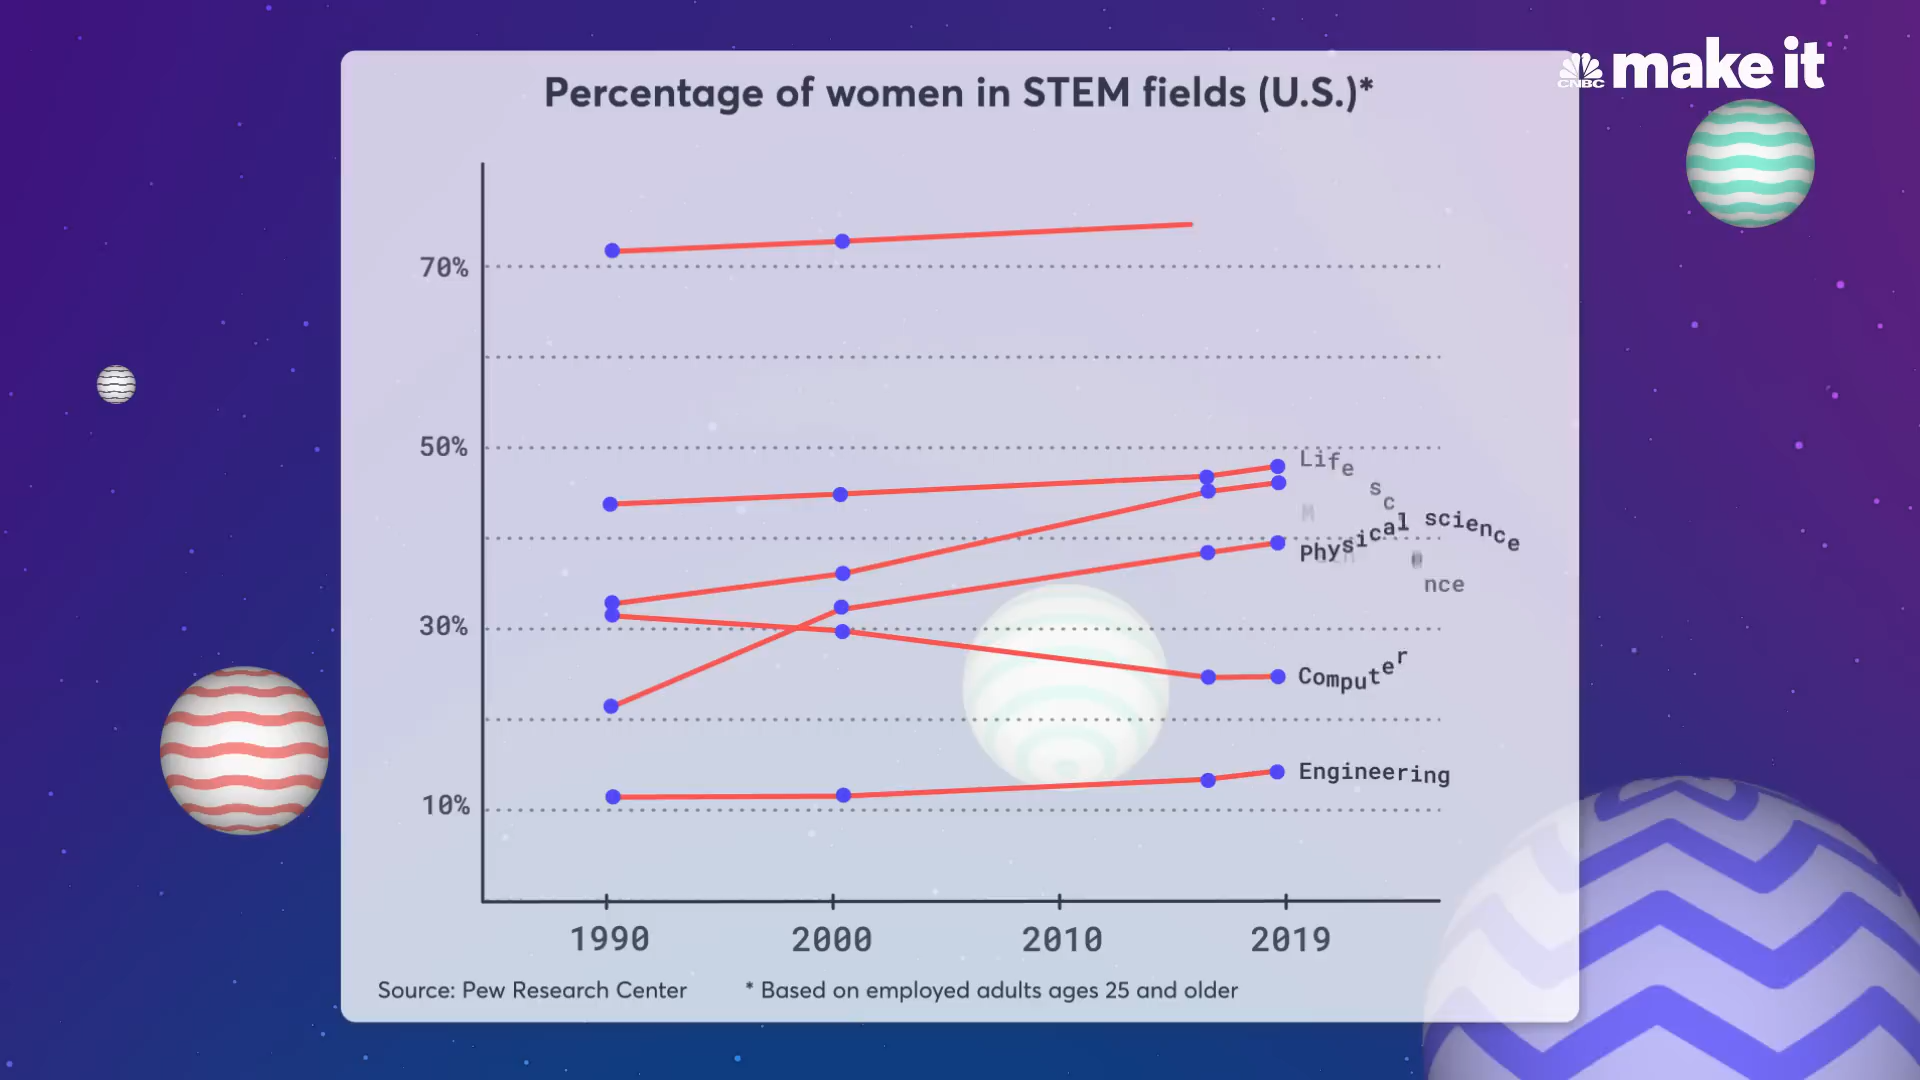 CNBC make it
Percentage of women in STEM fields (U.S.)*
70%
50%
30%
10%
Life
Physical science
Computer
Engineering
1990
2000
2010
2019
Source: Pew Research Center
* Based on employed adults ages 25 and older